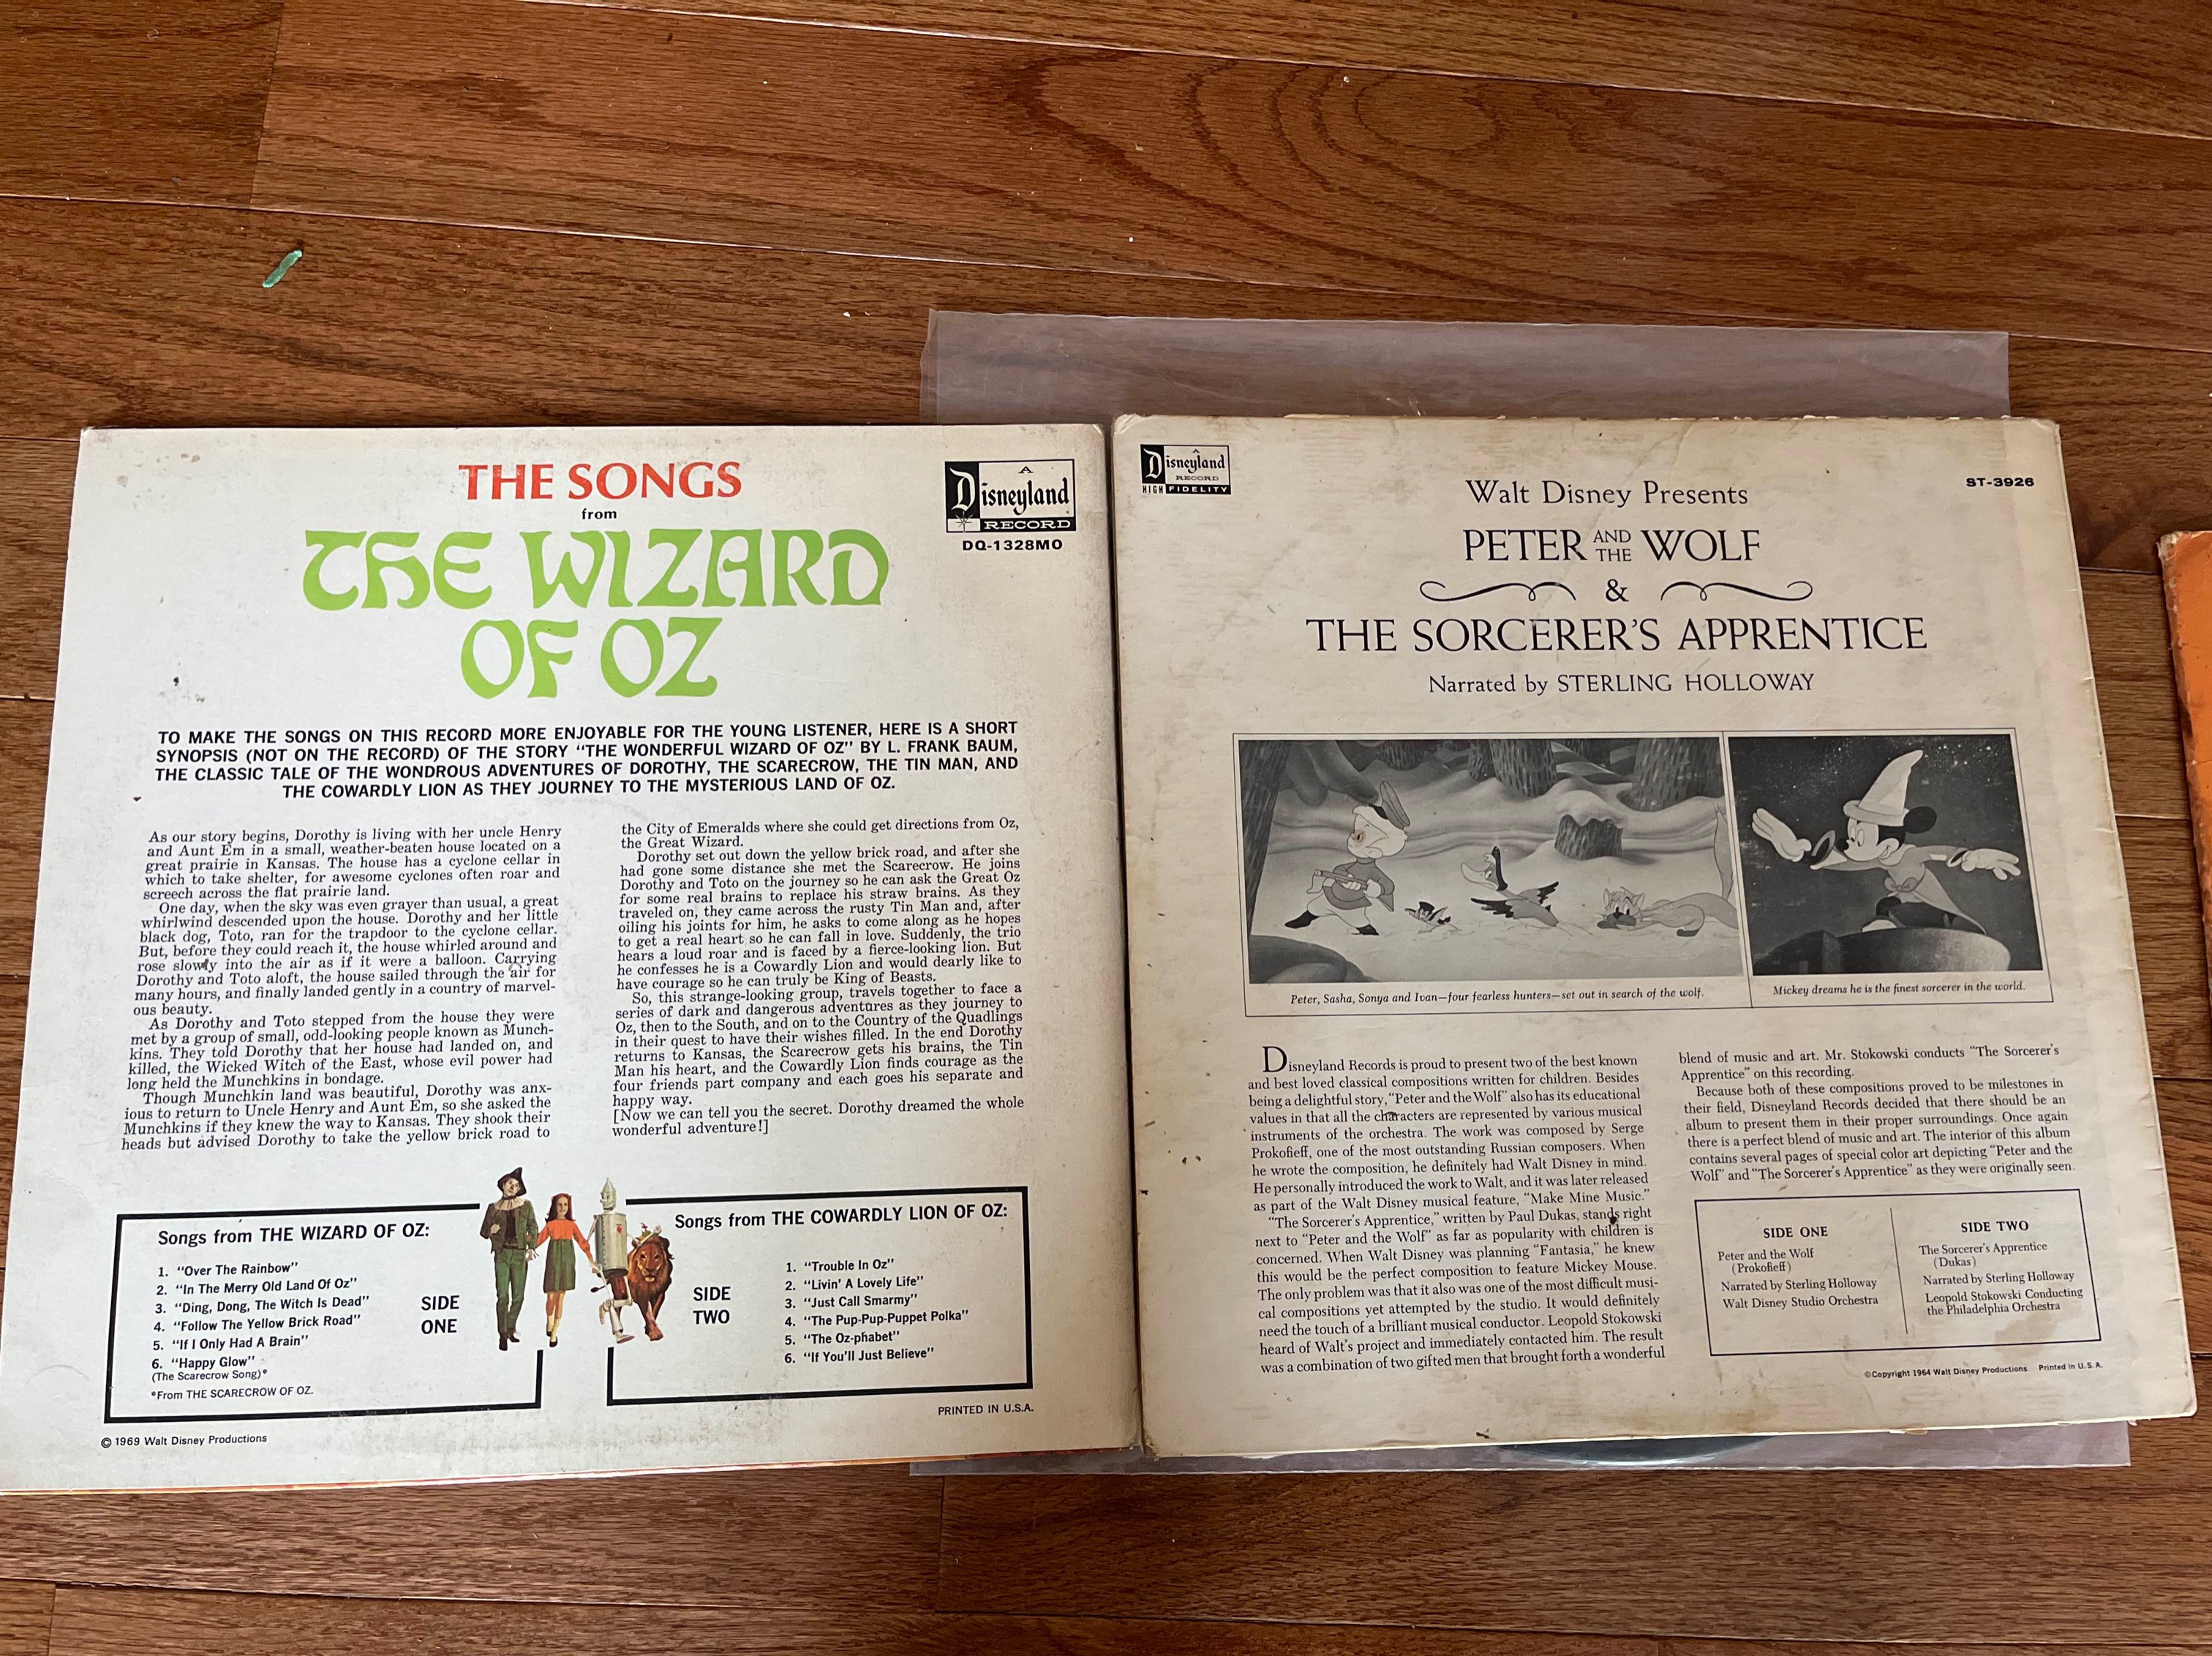 THE SONGS
from
THE WIZARD
OF OZ
A
Disneyland
RECORD
DQ-1328MO
TO MAKE THE SONGS ON THIS RECORD MORE ENJOYABLE FOR THE YOUNG LISTENER, HERE IS A SHORT
SYNOPSIS (NOT ON THE RECORD) OF THE STORY "THE WONDERFUL WIZARD OF OZ" BY L. FRANK BAUM,
THE CLASSIC TALE OF THE WONDROUS ADVENTURES OF DOROTHY, THE SCARECROW, THE TIN MAN, AND
THE COWARDLY LION AS THEY JOURNEY TO THE MYSTERIOUS LAND OF OZ.
As our story begins, Dorothy is living with her uncle Henry
and Aunt Em in a small, weather-beaten house located on a
great prairie in Kansas. The house has a cyclone cellar in
which to take shelter, for awesome cyclones often roar and
screech across the flat prairie land.
One day, when the sky was even grayer than usual, a great
whirlwind descended upon the house. Dorothy and her little
black dog, Toto, ran for the trapdoor to the cyclone cellar.
But, before they could reach it, the house whirled around and
rose slowly into the air as if it were a balloon. Carrying
Dorothy and Toto aloft, the house sailed through the air for
many hours, and finally landed gently in a country of marvel-
ous beauty.
As Dorothy and Toto stepped from the house they were
met by a group of small, odd-looking people known as Munch-
kins. They told Dorothy that her house had landed on, and
killed, the Wicked Witch of the East, whose evil power had
long held the Munchkins in bondage.
Though Munchkin land was beautiful, Dorothy was anx-
ious to return to Uncle Henry and Aunt Em, so she asked the
Munchkins if they knew the way to Kansas. They shook their
heads but advised Dorothy to take the yellow brick road to
the City of Emeralds where she could get directions from Oz,
the Great Wizard.
Dorothy set out down the yellow brick road, and after she
had gone some distance she met the Scarecrow. He joins
Dorothy and Toto on the journey so he can ask the Great Oz
for some real brains to replace his straw brains. As they
traveled on, they came across the rusty Tin Man and, after
oiling his joints for him, he asks to come along as he hopes
to get a real heart so he can fall in love. Suddenly, the trio
hears a loud roar and is faced by a fierce-looking lion. But
he confesses he is a Cowardly Lion and would dearly like to
have courage so he can truly be King of Beasts.
So, this strange-looking group, travels together to face a
series of dark and dangerous adventures as they journey to
Oz, then to the South, and on to the Country of the Quadlings
in their quest to have their wishes filled. In the end Dorothy
returns to Kansas, the Scarecrow gets his brains, the Tin
Man his heart, and the Cowardly Lion finds courage as the
four friends part company and each goes his separate and
happy way.
[Now we can tell you the secret. Dorothy dreamed the whole
wonderful adventure!]
Songs from THE WIZARD OF OZ:
1. "Over The Rainbow"
2. "In The Merry Old Land Of Oz"
3. "Ding, Dong, The Witch Is Dead"
4. "Follow The Yellow Brick Road"
5. "If I Only Had A Brain"
6. "Happy Glow"
(The Scarecrow Song)*
*From THE SCARECROW OF OZ.
SIDE
ONE
Songs from THE COWARDLY LION OF OZ:
SIDE
TWO
1. "Trouble In Oz"
2. "Livin' A Lovely Life"
3. "Just Call Smarmy"
4. "The Pup-Pup-Puppet Polka"
5. "The Oz-phabet"
6. "If You'll Just Believe"
PRINTED IN U.S.A.
© 1969 Walt Disney Productions
A
Disneyland
RECORD
HIGH FIDELITY
ST-3926
Walt Disney Presents
PETER AND THE WOLF
&
THE SORCERER'S APPRENTICE
Narrated by STERLING HOLLOWAY
Peter, Sasha, Sonya and Ivan—four fearless hunters—set out in search of the wolf.
Mickey dreams he is the finest sorcerer in the world.
Disneyland Records is proud to present two of the best known
and best loved classical compositions written for children. Besides
being a delightful story, "Peter and the Wolf" also has its educational
values in that all the characters are represented by various musical
instruments of the orchestra. The work was composed by Serge
Prokofieff, one of the most outstanding Russian composers. When
he wrote the composition, he definitely had Walt Disney in mind.
He personally introduced the work to Walt, and it was later released
as part of the Walt Disney musical feature, "Make Mine Music."
"The Sorcerer's Apprentice," written by Paul Dukas, stands right
next to "Peter and the Wolf" as far as popularity with children is
concerned. When Walt Disney was planning "Fantasia," he knew
this would be the perfect composition to feature Mickey Mouse.
The only problem was that it also was one of the most difficult musi-
cal compositions yet attempted by the studio. It would definitely
need the touch of a brilliant musical conductor. Leopold Stokowski
heard of Walt's project and immediately contacted him. The result
was a combination of two gifted men that brought forth a wonderful
blend of music and art. Mr. Stokowski conducts "The Sorcerer's
Apprentice" on this recording.
Because both of these compositions proved to be milestones in
their field, Disneyland Records decided that there should be an
album to present them in their proper surroundings. Once again
there is a perfect blend of music and art. The interior of this album
contains several pages of special color art depicting "Peter and the
Wolf" and "The Sorcerer's Apprentice" as they were originally seen.
SIDE ONE
Peter and the Wolf
(Prokofieff)
Narrated by Sterling Holloway
Walt Disney Studio Orchestra
SIDE TWO
The Sorcerer's Apprentice
(Dukas)
Narrated by Sterling Holloway
Leopold Stokowski Conducting
the Philadelphia Orchestra
©Copyright 1964 Walt Disney Productions Printed in U.S.A.